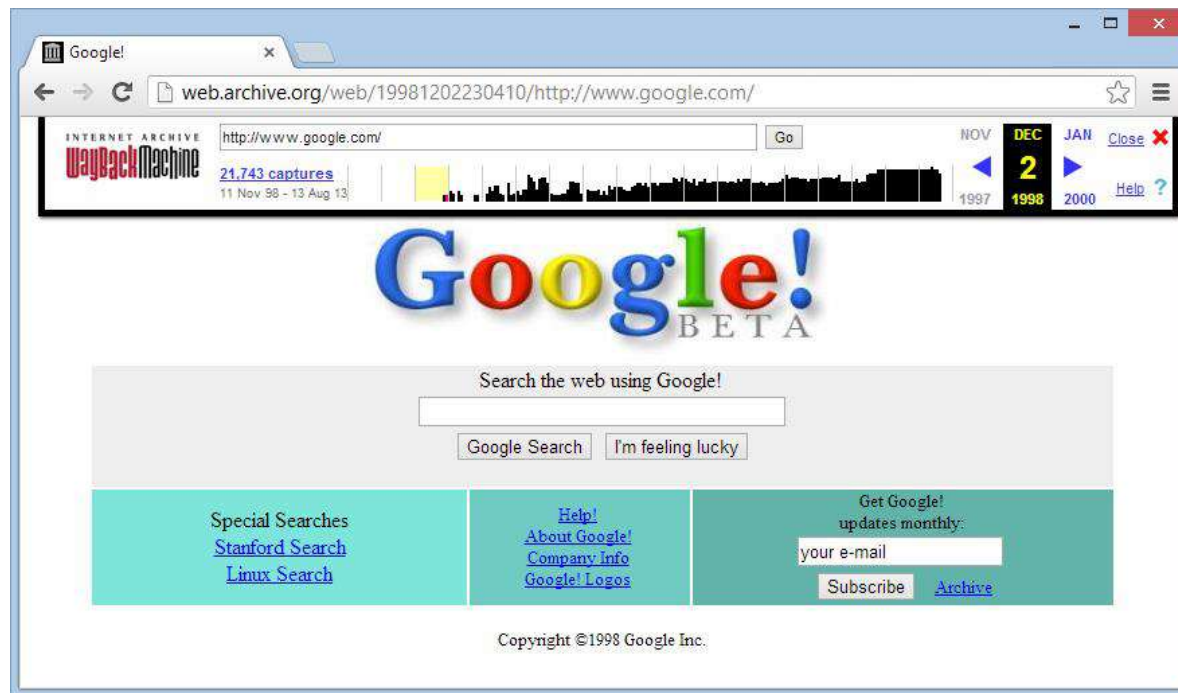 Google!
web.archive.org/web/19981202230410/http://www.google.com/
INTERNET ARCHIVE
WayBackMachine
http://www.google.com/
Go
21,743 captures
11 Nov 98 - 13 Aug 13
NOV DEC JAN
2
1997 1998 2000
Close
Help ?
Google!
BETA
Search the web using Google!
Google Search I'm feeling lucky
Special Searches
Stanford Search
Linux Search
Help!
About Google!
Company Info
Google! Logos
Get Google!
updates monthly:
your e-mail
Subscribe Archive
Copyright ©1998 Google Inc.